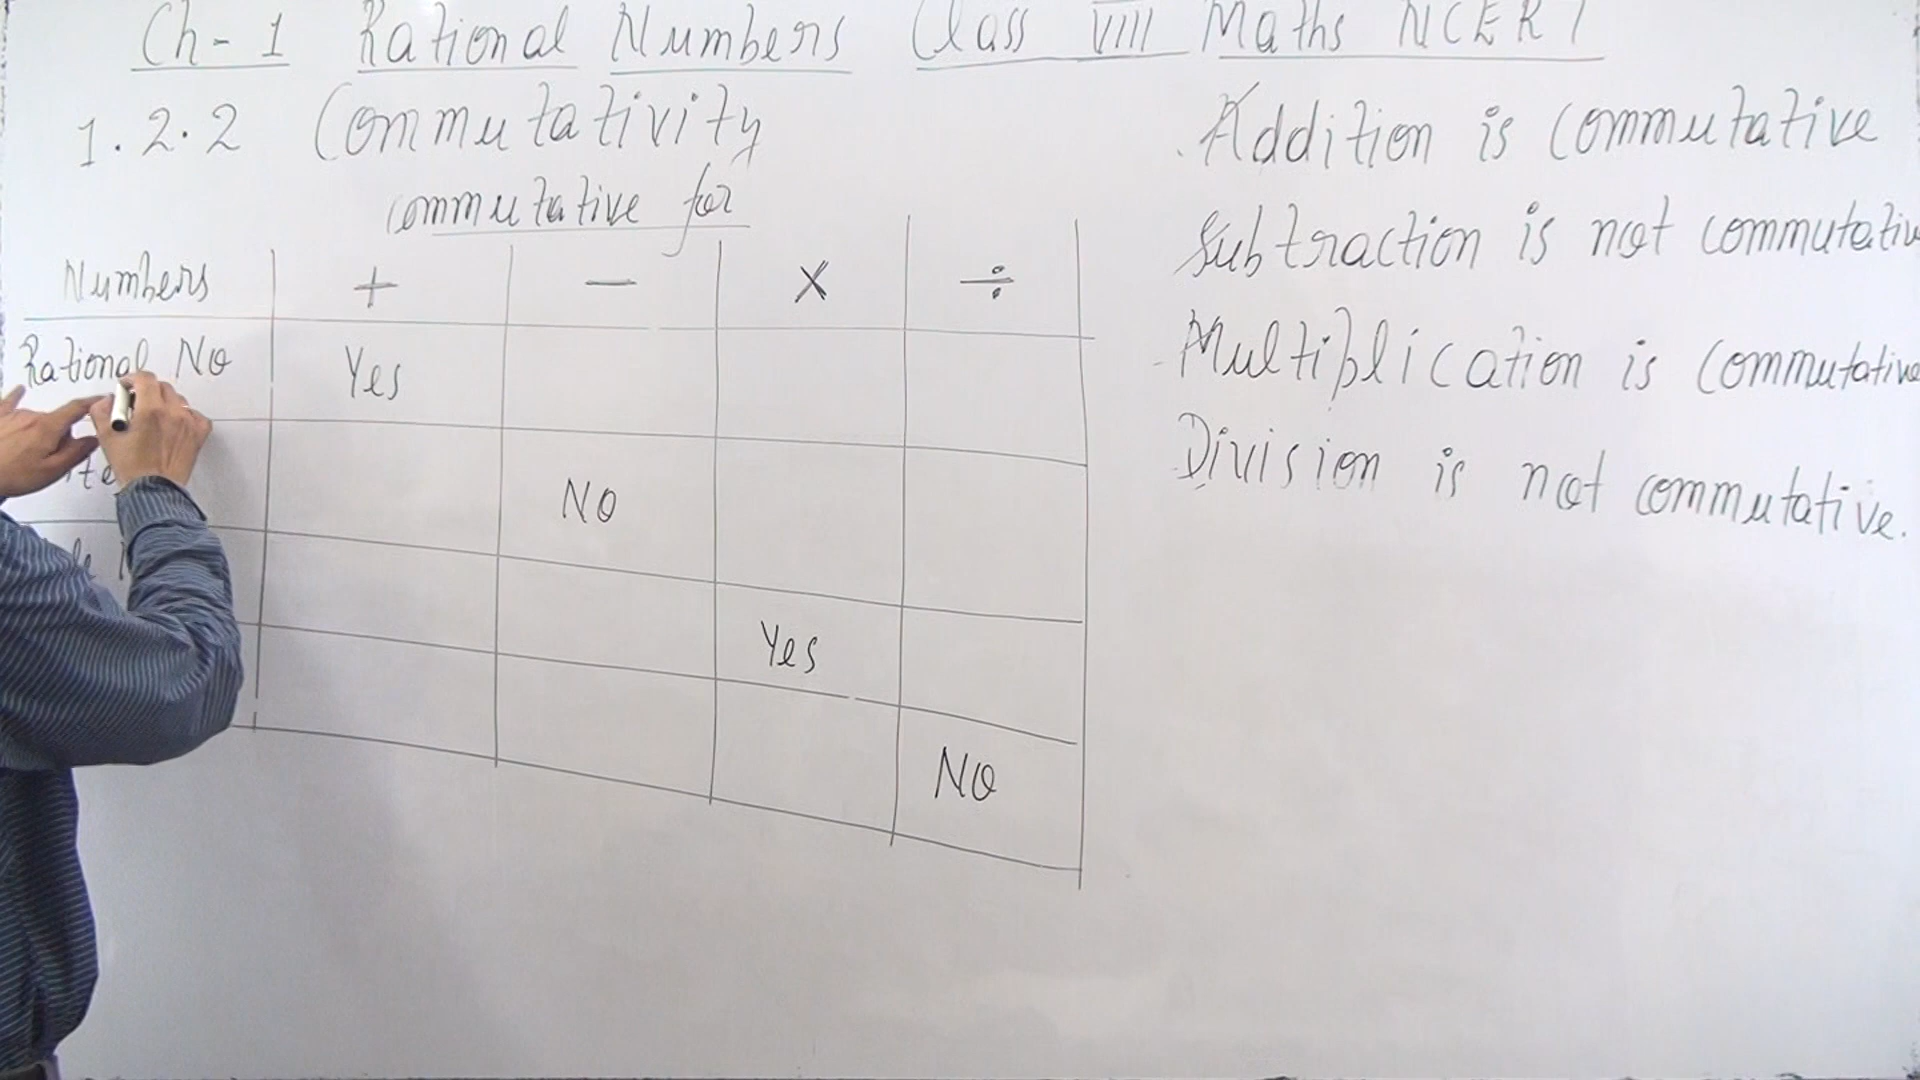 Ch-1 Rational Numbers Class VIII Maths NCERT
1.2.2 Commutativity
commutative for
Numbers + − × ÷
Rational No Yes
No
Yes
No
Addition is commutative
Subtraction is not commutative
Multiplication is commutative
Division is not commutative.